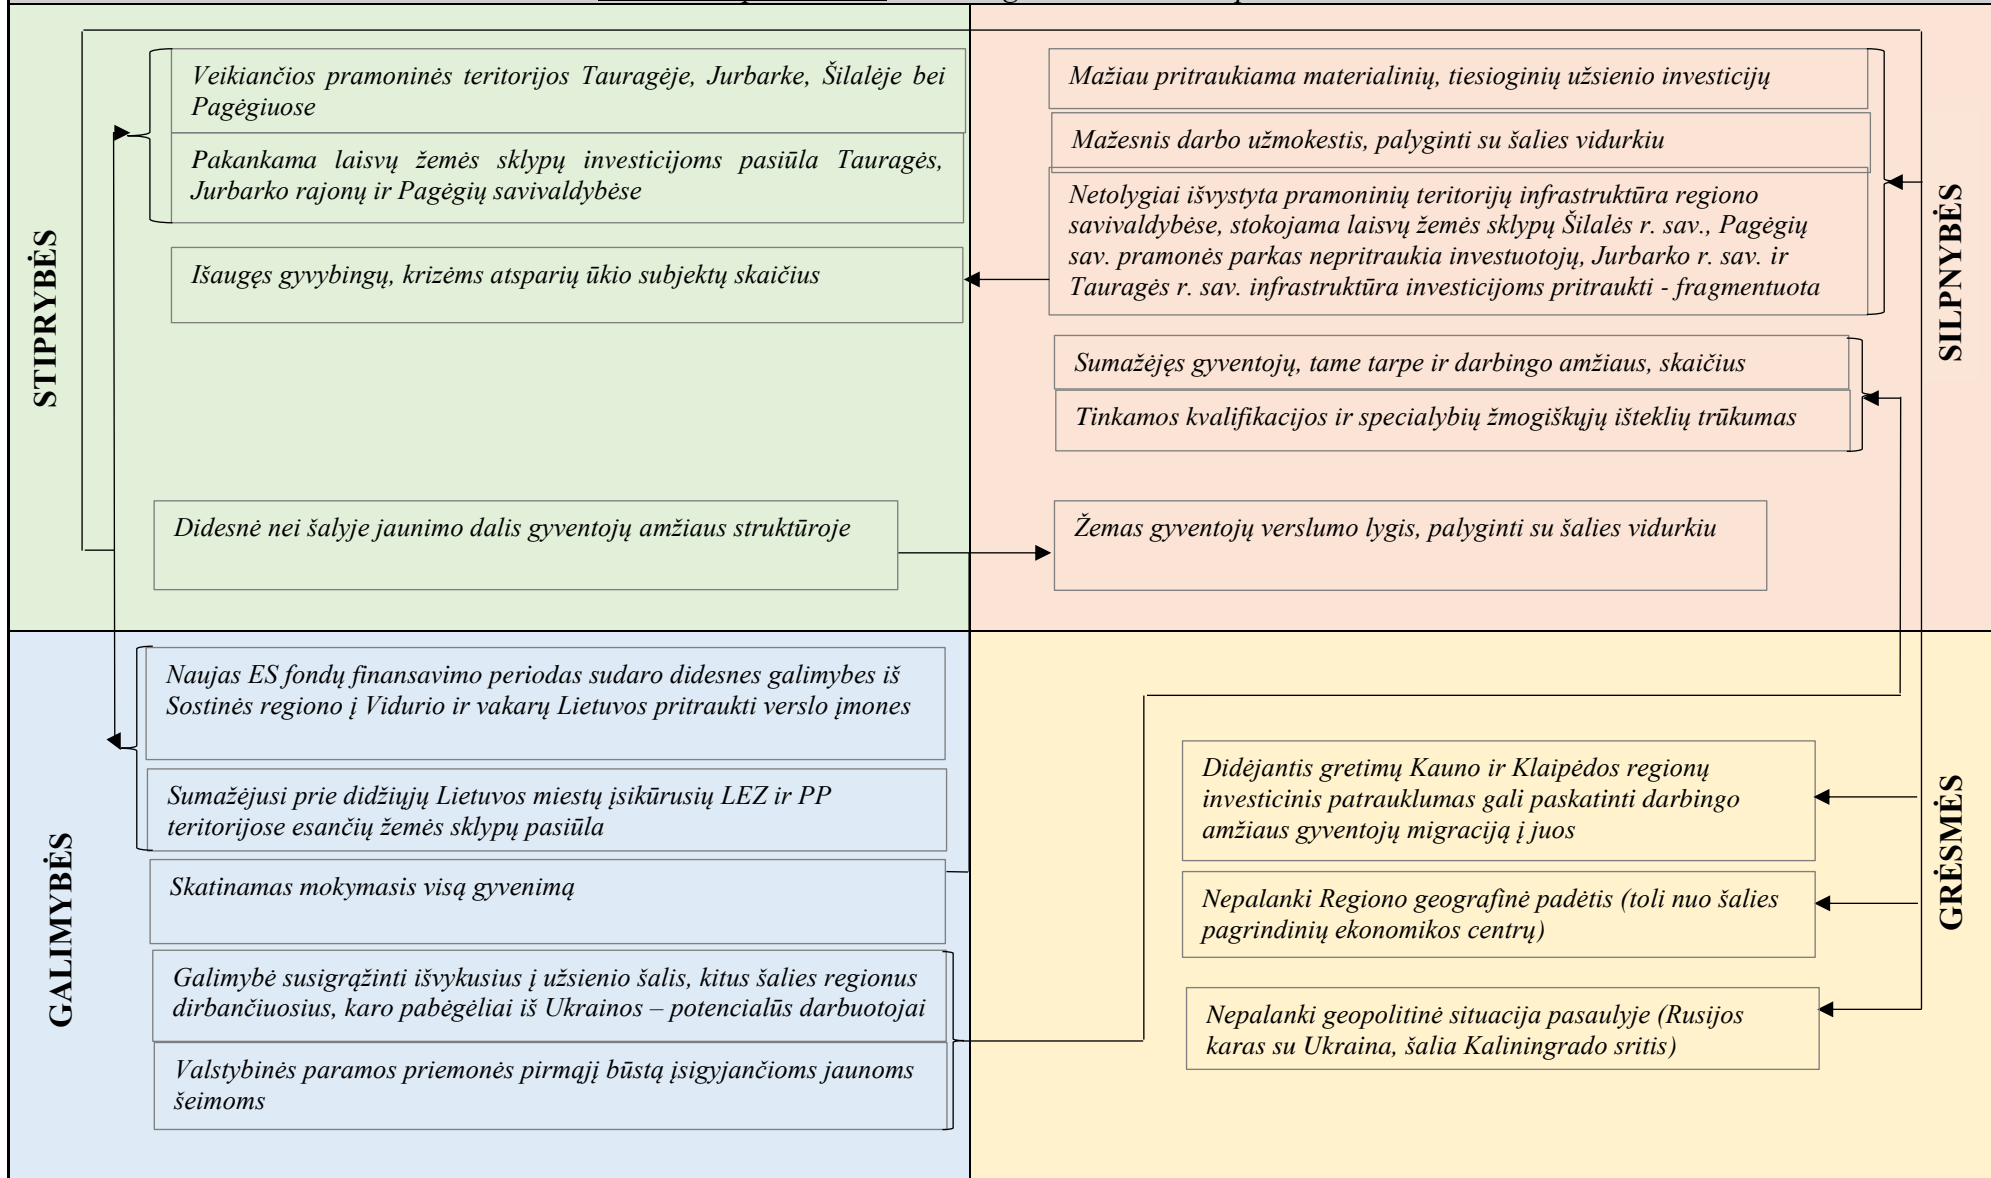 STIPRYBĖS
Veikiančios pramoninės teritorijos Tauragėje, Jurbarke, Šilalėje bei
Pagėgiuose
Pakankama laisvų žemės sklypų investicijoms pasiūla Tauragės,
Jurbarko rajonų ir Pagėgių savivaldybėse
Išaugęs gyvybingų, krizėms atsparių ūkio subjektų skaičius
Didesnė nei šalyje jaunimo dalis gyventojų amžiaus struktūroje
SILPNYBĖS
Mažiau pritraukiama materialinių, tiesioginių užsienio investicijų
Mažesnis darbo užmokestis, palyginti su šalies vidurkiu
Netolygiai išvystyta pramoninių teritorijų infrastruktūra regiono
savivaldybėse, stokojama laisvų žemės sklypų Šilalės r. sav., Pagėgių
sav. pramonės parkas nepritraukia investuotojų, Jurbarko r. sav. ir
Tauragės r. sav. infrastruktūra investicijoms pritraukti - fragmentuota
Sumažėjęs gyventojų, tame tarpe ir darbingo amžiaus, skaičius
Tinkamos kvalifikacijos ir specialybių žmogiškųjų išteklių trūkumas
Žemas gyventojų verslumo lygis, palyginti su šalies vidurkiu
GALIMYBĖS
Naujas ES fondų finansavimo periodas sudaro didesnes galimybes iš
Sostinės regiono į Vidurio ir vakarų Lietuvos pritraukti verslo įmones
Sumažėjusi prie didžiųjų Lietuvos miestų įsikūrusių LEZ ir PP
teritorijose esančių žemės sklypų pasiūla
Skatinamas mokymasis visą gyvenimą
Galimybė susigrąžinti išvykusius į užsienio šalis, kitus šalies regionus
dirbančiuosius, karo pabėgėliai iš Ukrainos – potencialūs darbuotojai
Valstybinės paramos priemonės pirmąjį būstą įsigyjančioms jaunoms
šeimoms
GRĖSMĖS
Didėjantis gretimų Kauno ir Klaipėdos regionų
investicinis patrauklumas gali paskatinti darbingo
amžiaus gyventojų migraciją į juos
Nepalanki Regiono geografinė padėtis (toli nuo šalies
pagrindinių ekonomikos centrų)
Nepalanki geopolitinė situacija pasaulyje (Rusijos
karas su Ukraina, šalia Kaliningrado sritis)